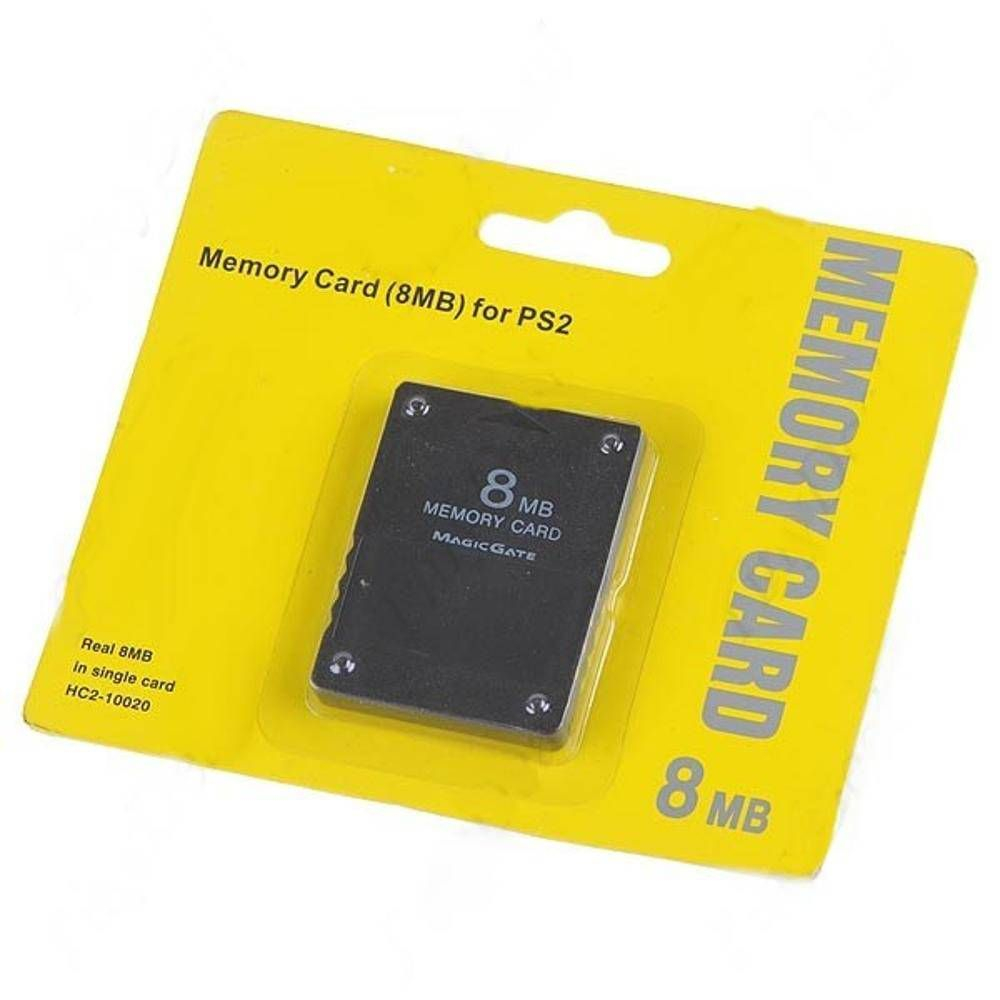 Memory Card (8MB) for PS2
8 MB
MEMORY CARD
MAGICGATE
Real 8MB
in single card
HC2-10020
MEMORY CARD
8 MB